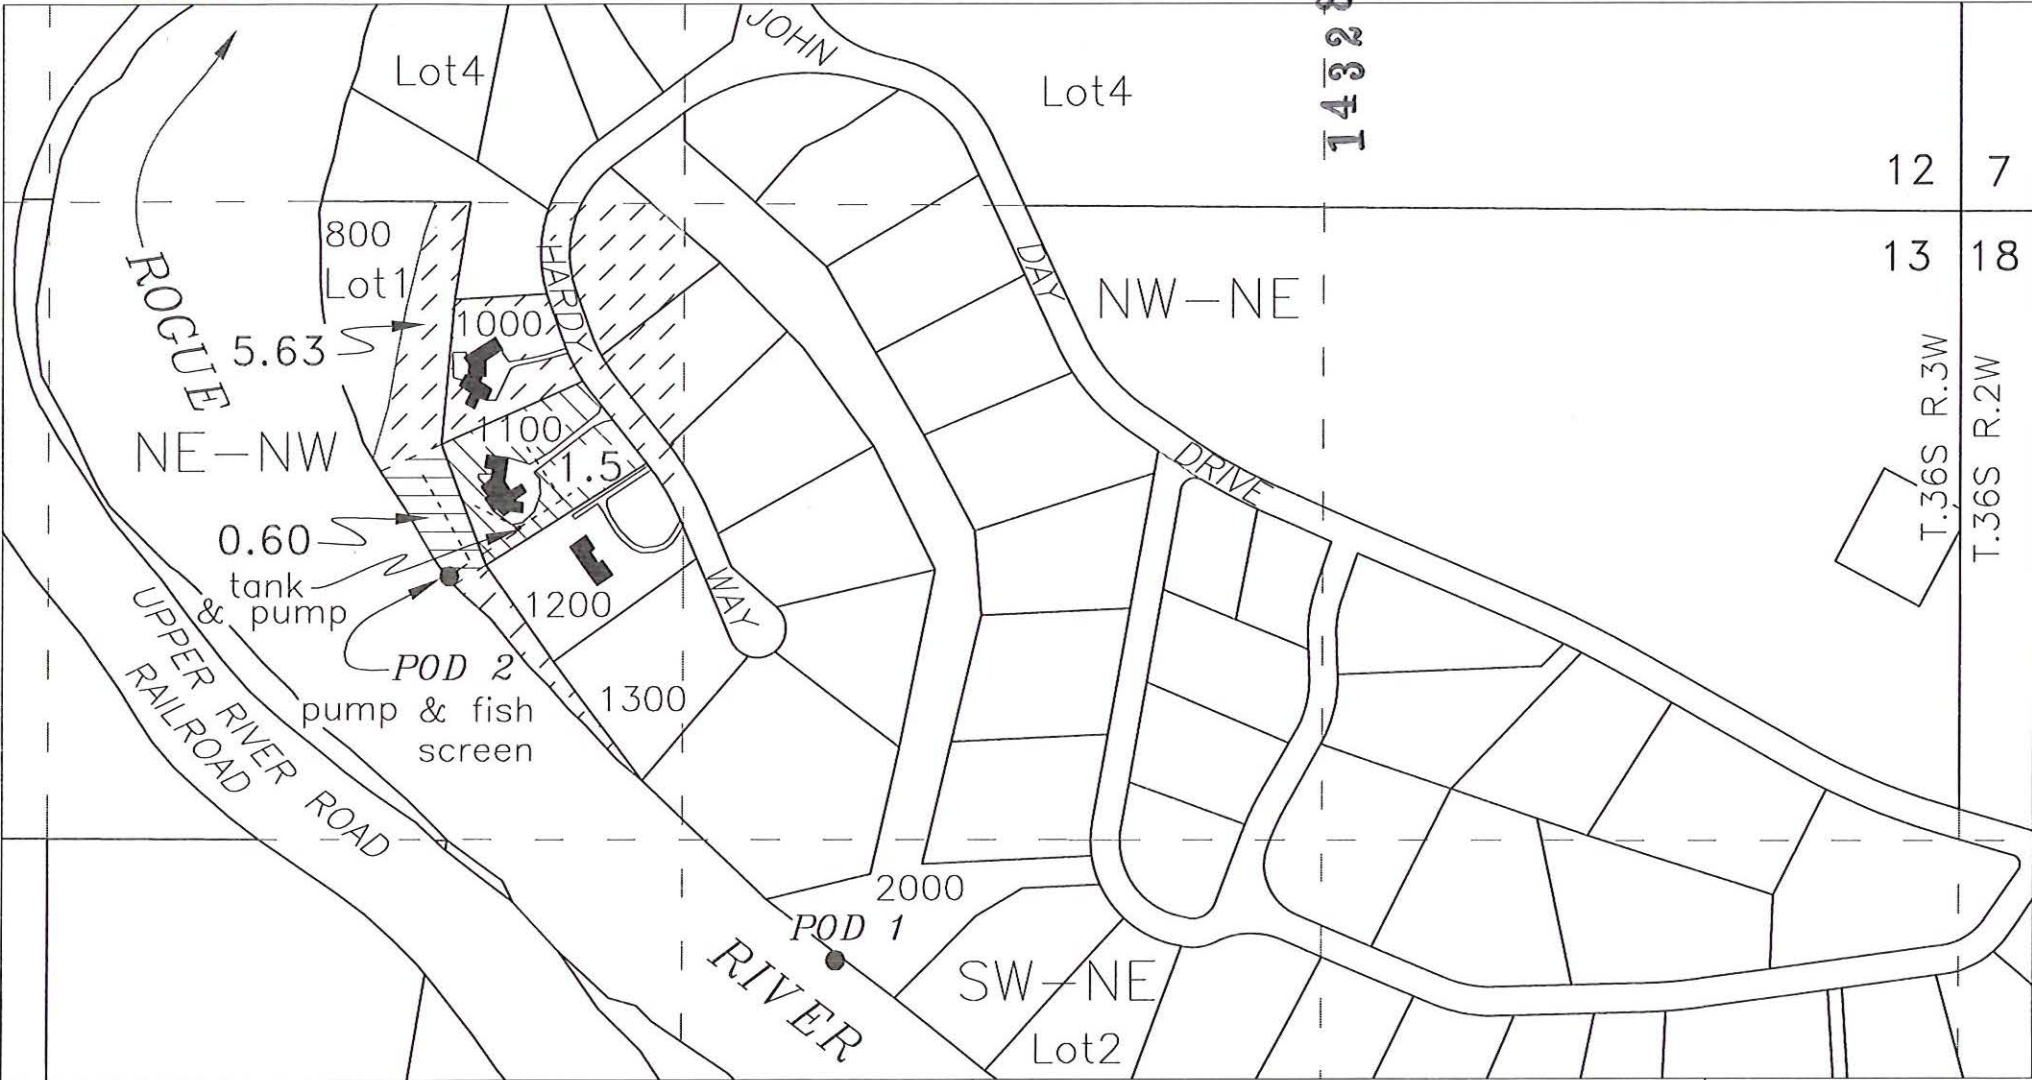 JOHN
Lot4
Lot4
1432
12
7
13
18
800
Lot1
HARDY
DAY
NW-NE
ROGUE
1000
5.63
T.36S R.3W
T.36S R.2W
NE-NW
1100
1.5
DRIVE
0.60
tank
& pump
1200
WAY
UPPER RIVER ROAD
RAILROAD
POD 2
pump & fish
screen
1300
2000
POD 1
RIVER
SW-NE
Lot2